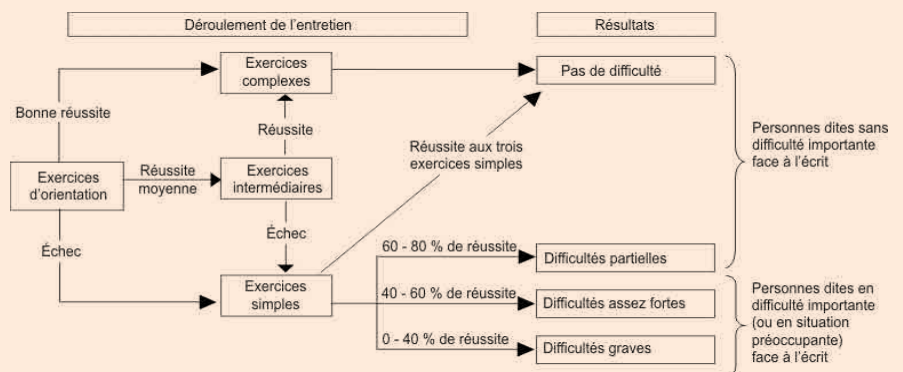 Déroulement de l'entretien
Résultats
Exercices
complexes
Pas de difficulté
Bonne réussite
Réussite
Réussite aux trois
exercices simples
Personnes dites sans
difficulté importante
face à l'écrit
Exercices
d'orientation
Réussite
moyenne
Exercices
intermédiaires
Échec
Échec
60 - 80 % de réussite
Difficultés partielles
Exercices
simples
40 - 60 % de réussite
Difficultés assez fortes
0 - 40 % de réussite
Difficultés graves
Personnes dites en
difficulté importante
(ou en situation
préoccupante)
face à l'écrit